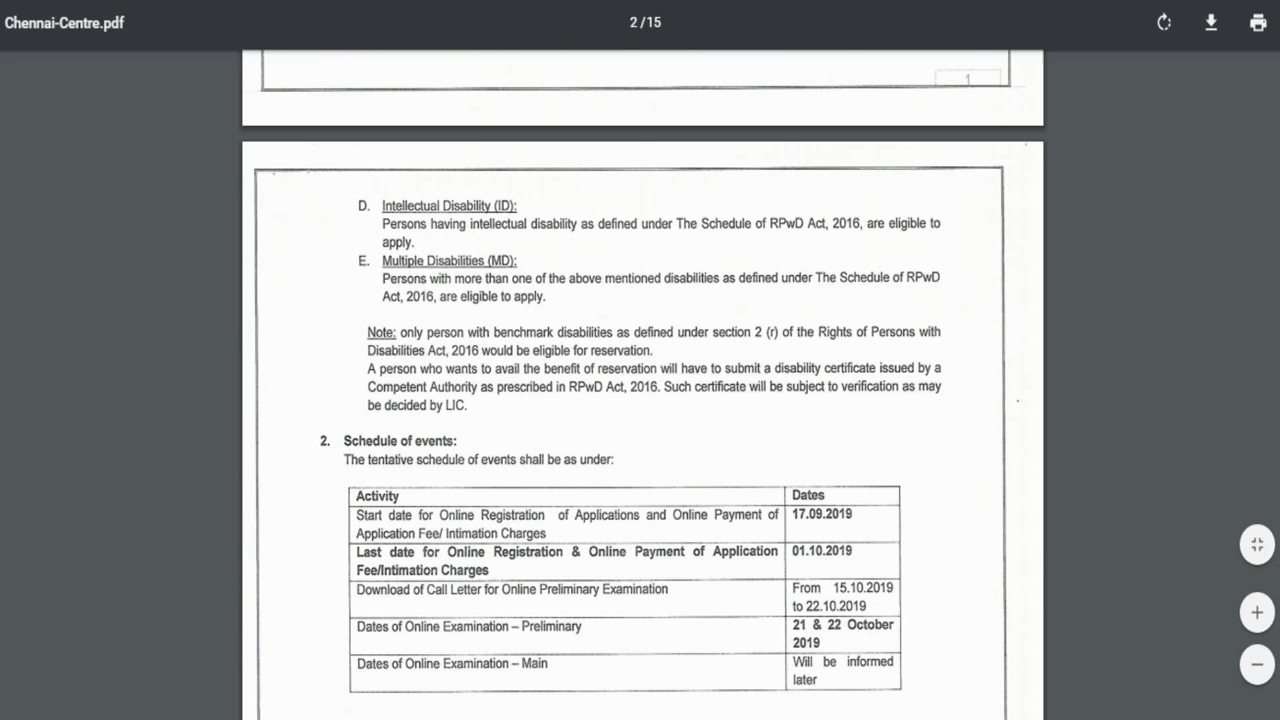 Chennai-Centre.pdf
2 / 15
1
D. Intellectual Disability (ID):
Persons having intellectual disability as defined under The Schedule of RPwD Act, 2016, are eligible to
apply.
E. Multiple Disabilities (MD):
Persons with more than one of the above mentioned disabilities as defined under The Schedule of RPwD
Act, 2016, are eligible to apply.
Note: only person with benchmark disabilities as defined under section 2 (r) of the Rights of Persons with
Disabilities Act, 2016 would be eligible for reservation.
A person who wants to avail the benefit of reservation will have to submit a disability certificate issued by a
Competent Authority as prescribed in RPwD Act, 2016. Such certificate will be subject to verification as may
be decided by LIC.
2. Schedule of events:
The tentative schedule of events shall be as under:
Activity Dates
Start date for Online Registration of Applications and Online Payment of 17.09.2019
Application Fee/ Intimation Charges
Last date for Online Registration & Online Payment of Application 01.10.2019
Fee/Intimation Charges
Download of Call Letter for Online Preliminary Examination From 15.10.2019
to 22.10.2019
Dates of Online Examination – Preliminary 21 & 22 October
2019
Dates of Online Examination – Main Will be informed
later